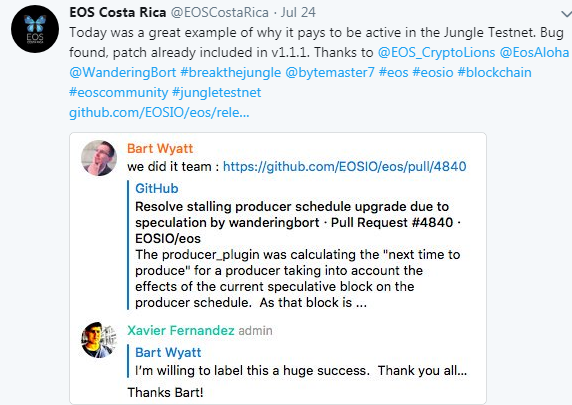 EOS Costa Rica @EOSCostaRica · Jul 24
Today was a great example of why it pays to be active in the Jungle Testnet. Bug
found, patch already included in v1.1.1. Thanks to @EOS_CryptoLions @EosAloha
@WanderingBort #breakthejungle @bytemaster7 #eos #eosio #blockchain
#eoscommunity #jungletestnet
github.com/EOSIO/eos/rele...
EOS
Bart Wyatt
we did it team : https://github.com/EOSIO/eos/pull/4840
GitHub
Resolve stalling producer schedule upgrade due to
speculation by wanderingbort · Pull Request #4840 ·
EOSIO/eos
The producer_plugin was calculating the "next time to
produce" for a producer taking into account the
effects of the current speculative block on the
producer schedule.  As that block is ...
Xavier Fernandez admin
Bart Wyatt
I'm willing to label this a huge success.  Thank you all...
Thanks Bart!